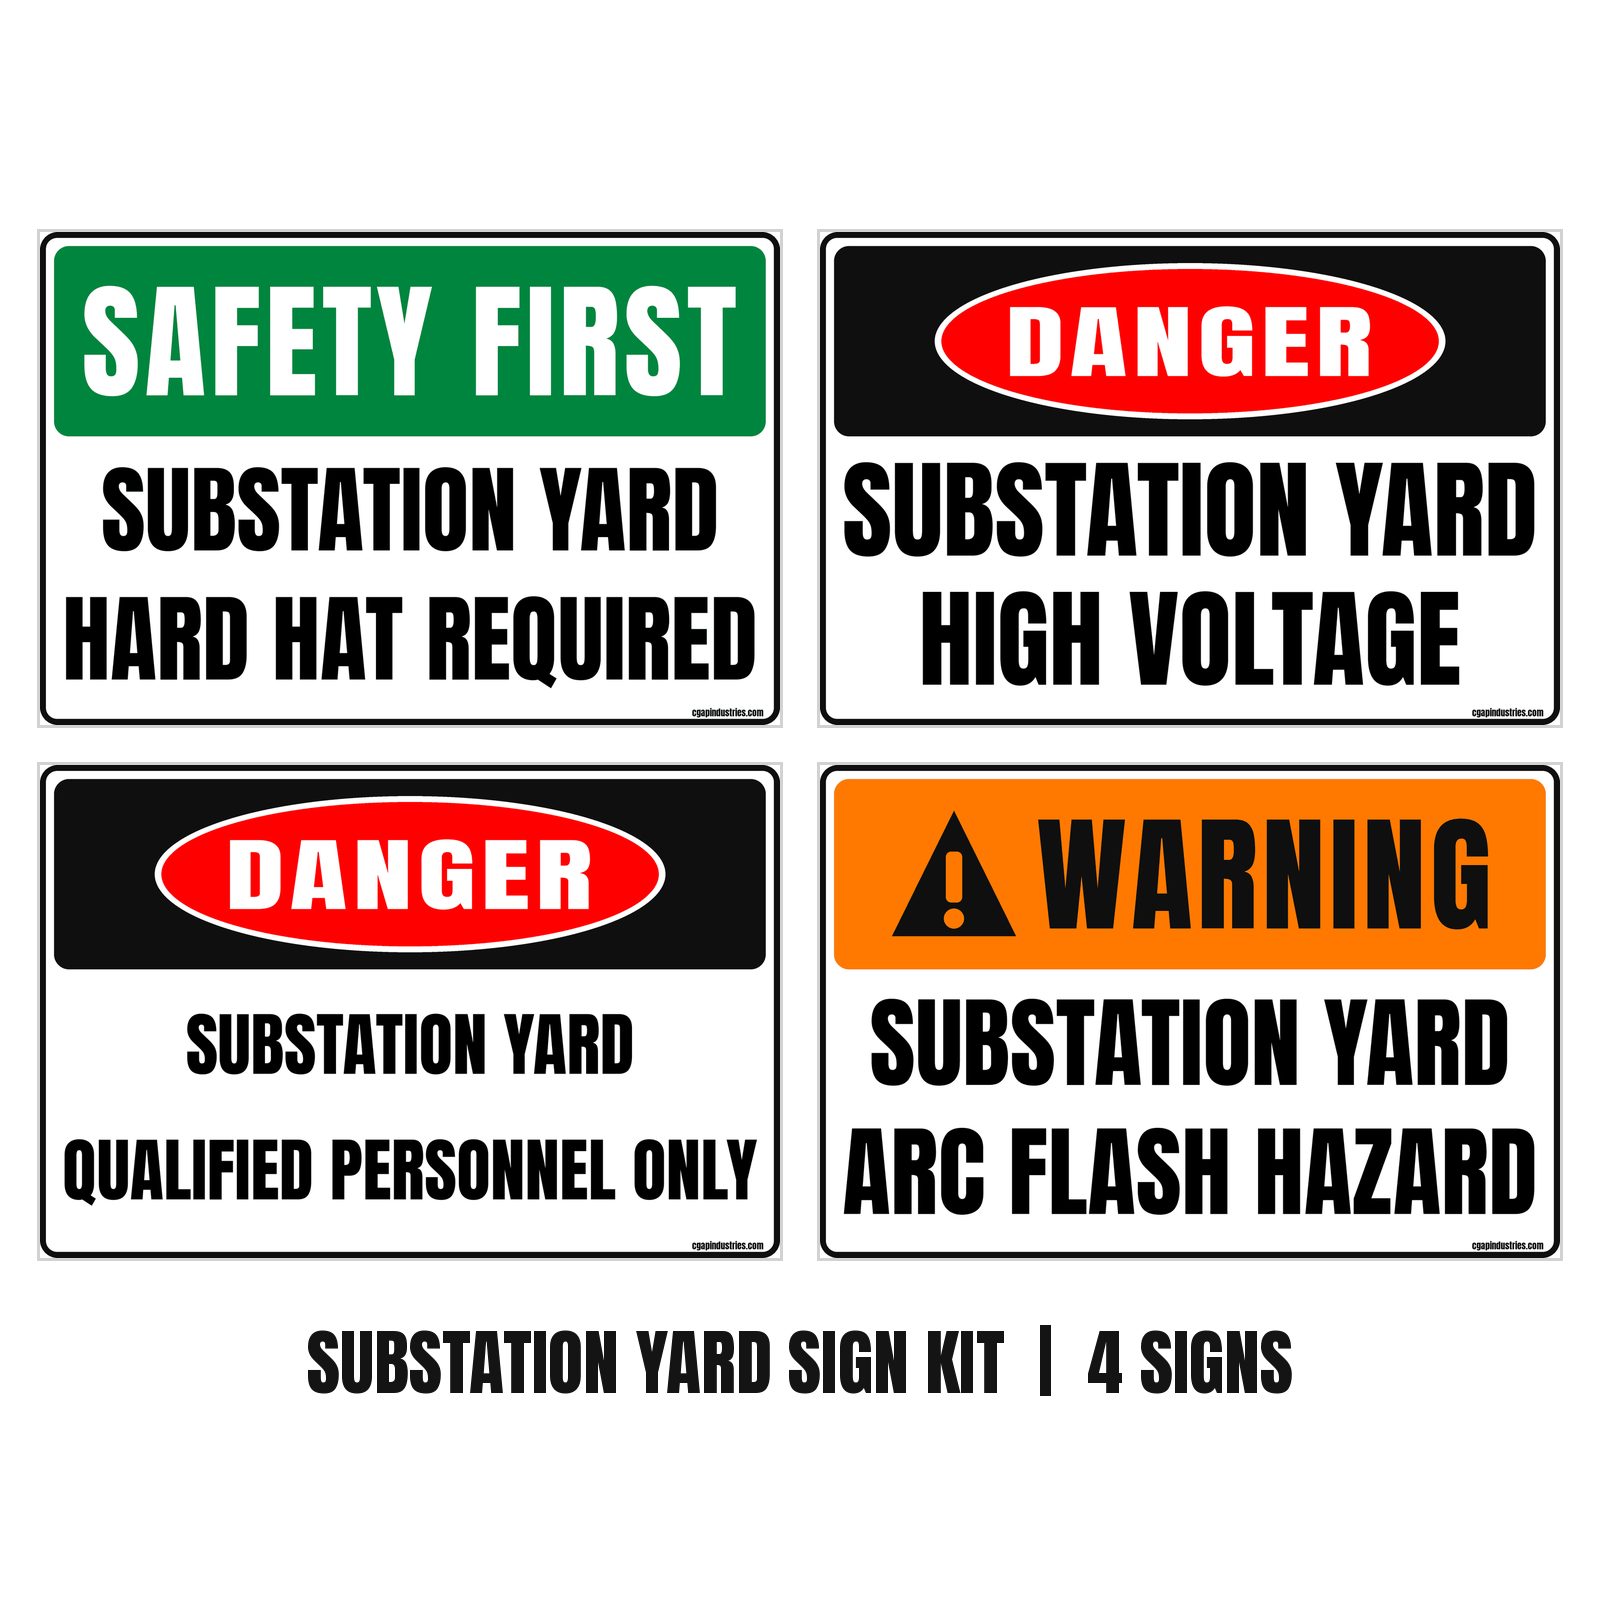 SAFETY FIRST
SUBSTATION YARD
HARD HAT REQUIRED
cgapindustries.com
DANGER
SUBSTATION YARD
HIGH VOLTAGE
cgapindustries.com
DANGER
SUBSTATION YARD
QUALIFIED PERSONNEL ONLY
cgapindustries.com
WARNING
SUBSTATION YARD
ARC FLASH HAZARD
cgapindustries.com
SUBSTATION YARD SIGN KIT | 4 SIGNS